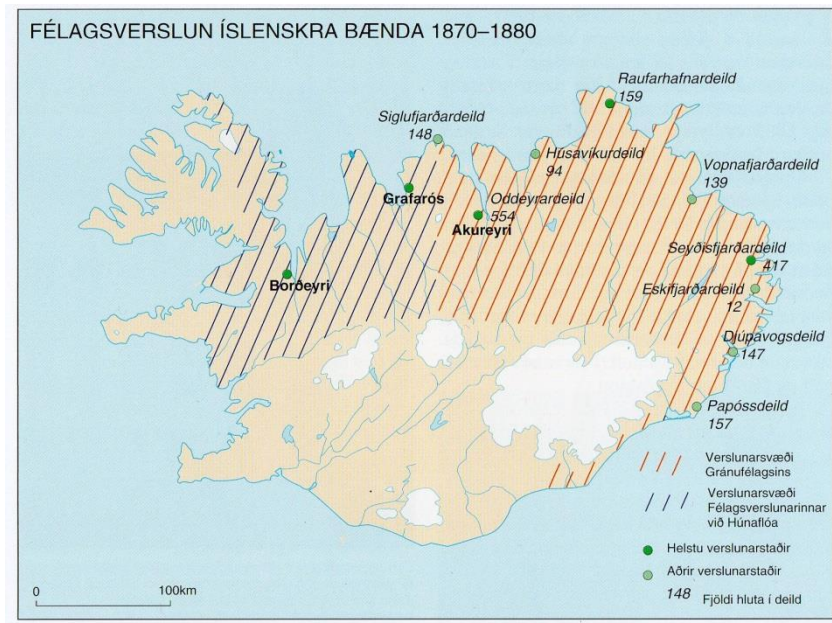 FÉLAGSVERSLUN ÍSLENSKRA BÆNDA 1870–1880
Raufarhafnardeild
159
Siglufjarðardeild
148
Húsavíkurdeild
94
Vopnafjarðardeild
139
Grafarós
Oddeyrardeild
554
Akureyri
Seyðisfjarðardeild
417
Borðeyri
Eskifjarðardeild
12
Djúpavogsdeild
147
Papóssdeild
157
Verslunarsvæði
Gránufélagsins
Verslunarsvæði
Félagsverslunarinnar
við Húnaflóa
Helstu verslunarstaðir
Aðrir verslunarstaðir
148 Fjöldi hluta í deild
0 100km